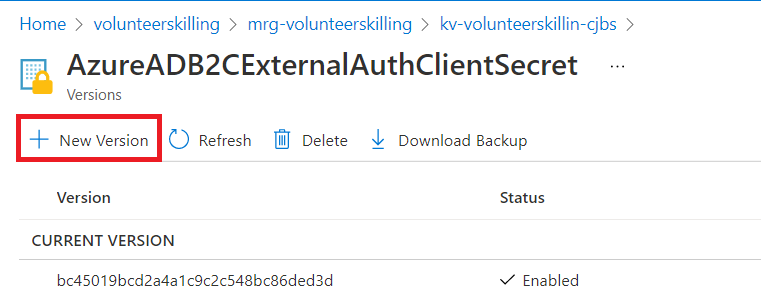 Home > volunteerskilling > mrg-volunteerskilling > kv-volunteerskillin-cjbs >
AzureADB2CExternalAuthClientSecret ...
Versions
+ New Version Refresh Delete Download Backup
Version Status
CURRENT VERSION
bc45019bcd2a4a1c9c2c548bc86ded3d ✓ Enabled